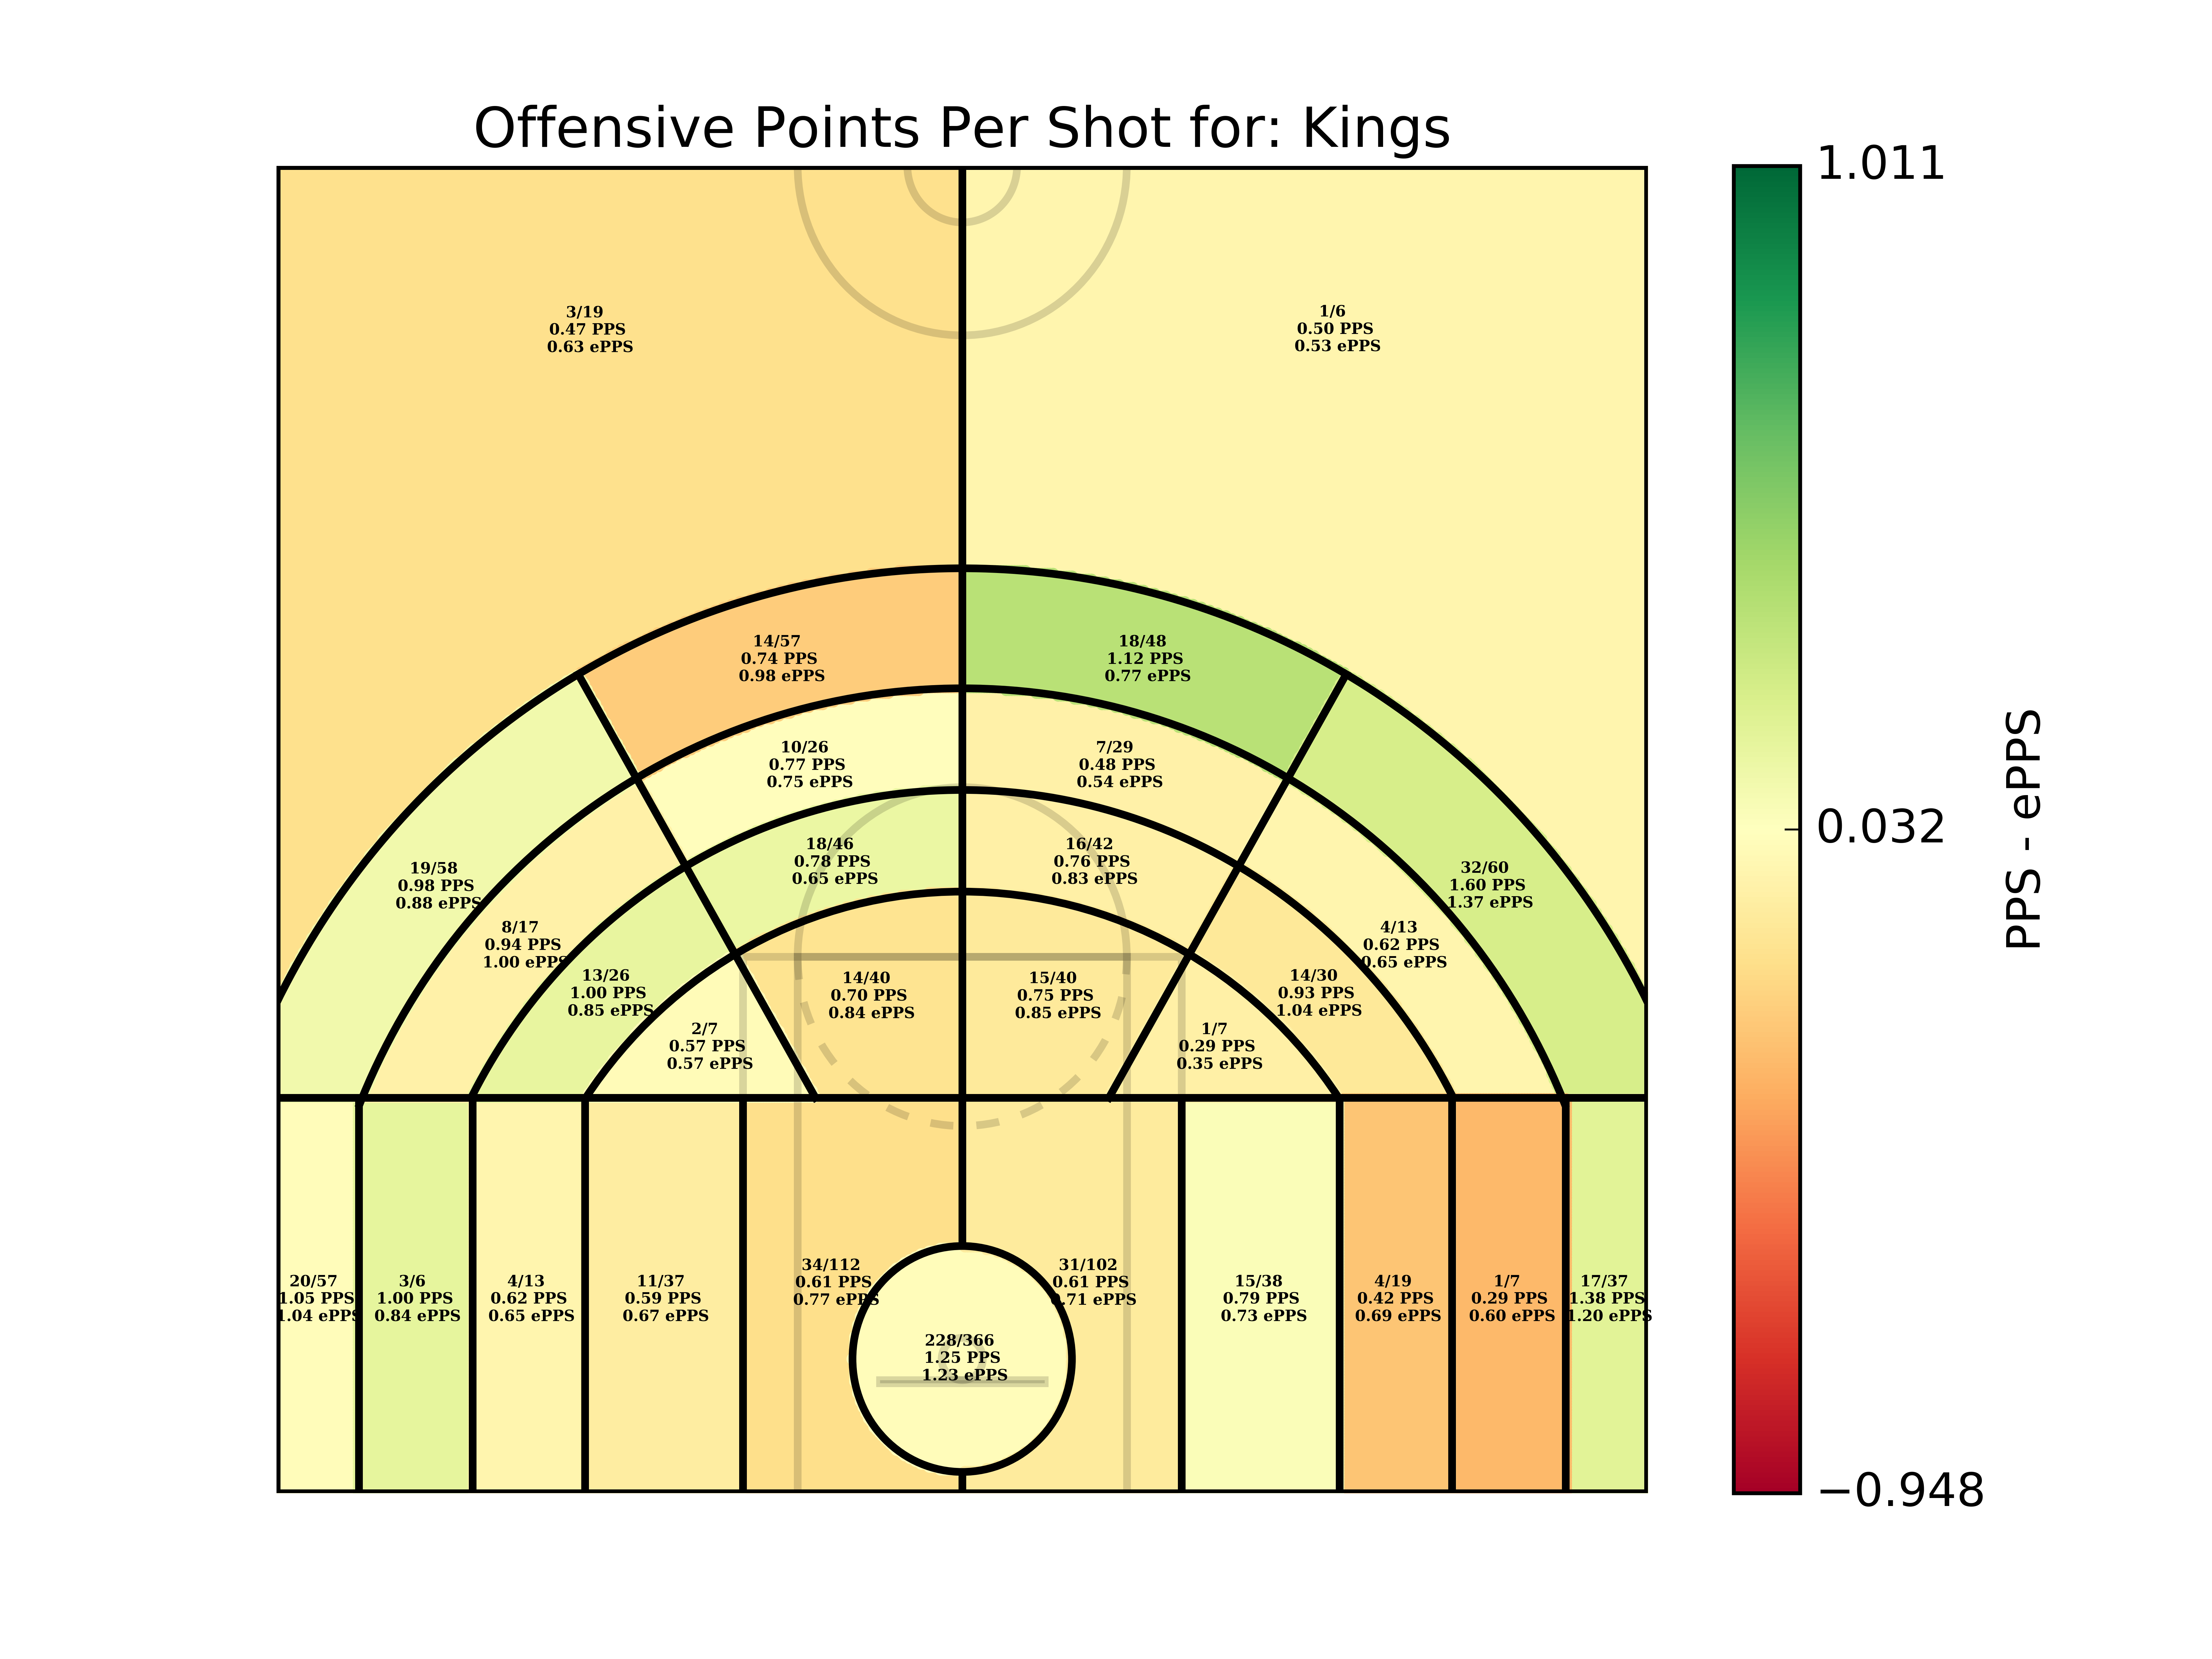 Offensive Points Per Shot for: Kings
1.011
3/19
0.47 PPS
0.63 ePPS
1/6
0.50 PPS
0.53 ePPS
14/57
0.74 PPS
0.98 ePPS
18/48
1.12 PPS
0.77 ePPS
10/26
0.77 PPS
0.75 ePPS
7/29
0.48 PPS
0.54 ePPS
18/46
0.78 PPS
0.65 ePPS
16/42
0.76 PPS
0.83 ePPS
19/58
0.98 PPS
0.88 ePPS
32/60
1.60 PPS
1.37 ePPS
8/17
0.94 PPS
1.00 ePPS
4/13
0.62 PPS
0.65 ePPS
13/26
1.00 PPS
0.85 ePPS
14/40
0.70 PPS
0.84 ePPS
15/40
0.75 PPS
0.85 ePPS
14/30
0.93 PPS
1.04 ePPS
2/7
0.57 PPS
0.57 ePPS
1/7
0.29 PPS
0.35 ePPS
20/57
1.05 PPS
1.04 ePPS
3/6
1.00 PPS
0.84 ePPS
4/13
0.62 PPS
0.65 ePPS
11/37
0.59 PPS
0.67 ePPS
34/112
0.61 PPS
0.77 ePPS
31/102
0.61 PPS
0.71 ePPS
15/38
0.79 PPS
0.73 ePPS
4/19
0.42 PPS
0.69 ePPS
1/7
0.29 PPS
0.60 ePPS
17/37
1.38 PPS
1.20 ePPS
228/366
1.25 PPS
1.23 ePPS
0.032
PPS - ePPS
−0.948